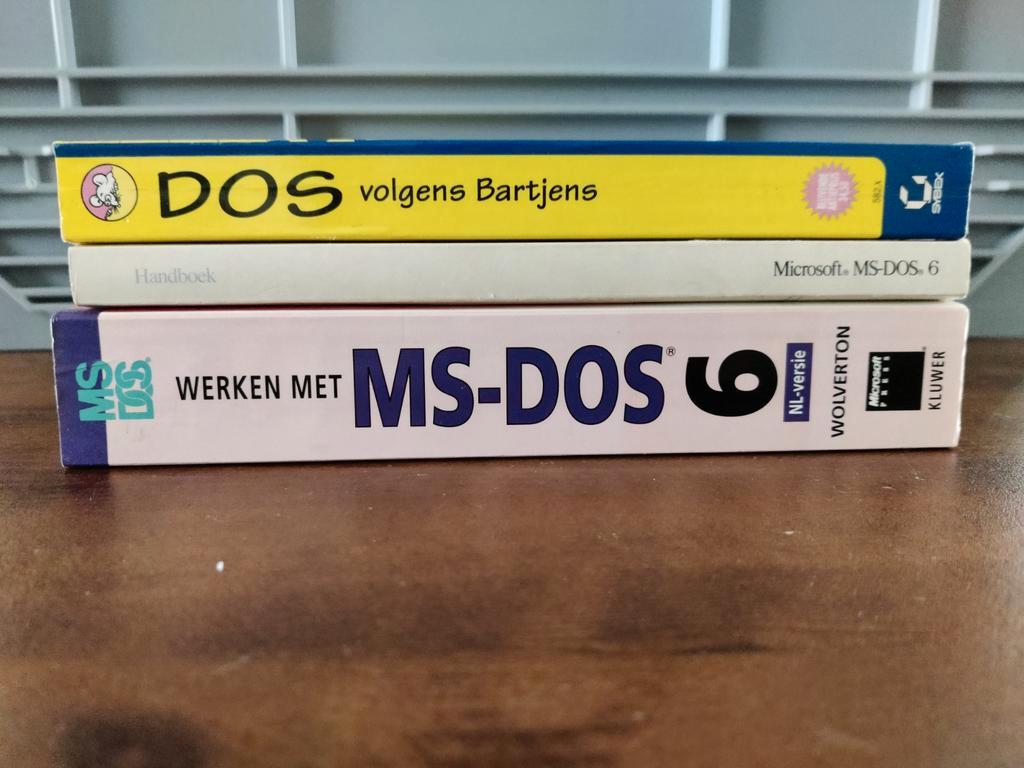 DOS volgens Bartjens
582 A
SYBEX
Handboek
Microsoft® MS-DOS® 6
MS
DOS®
WERKEN MET MS-DOS® 6
NL-versie
WOLVERTON
Microsoft
PRESS
KLUWER